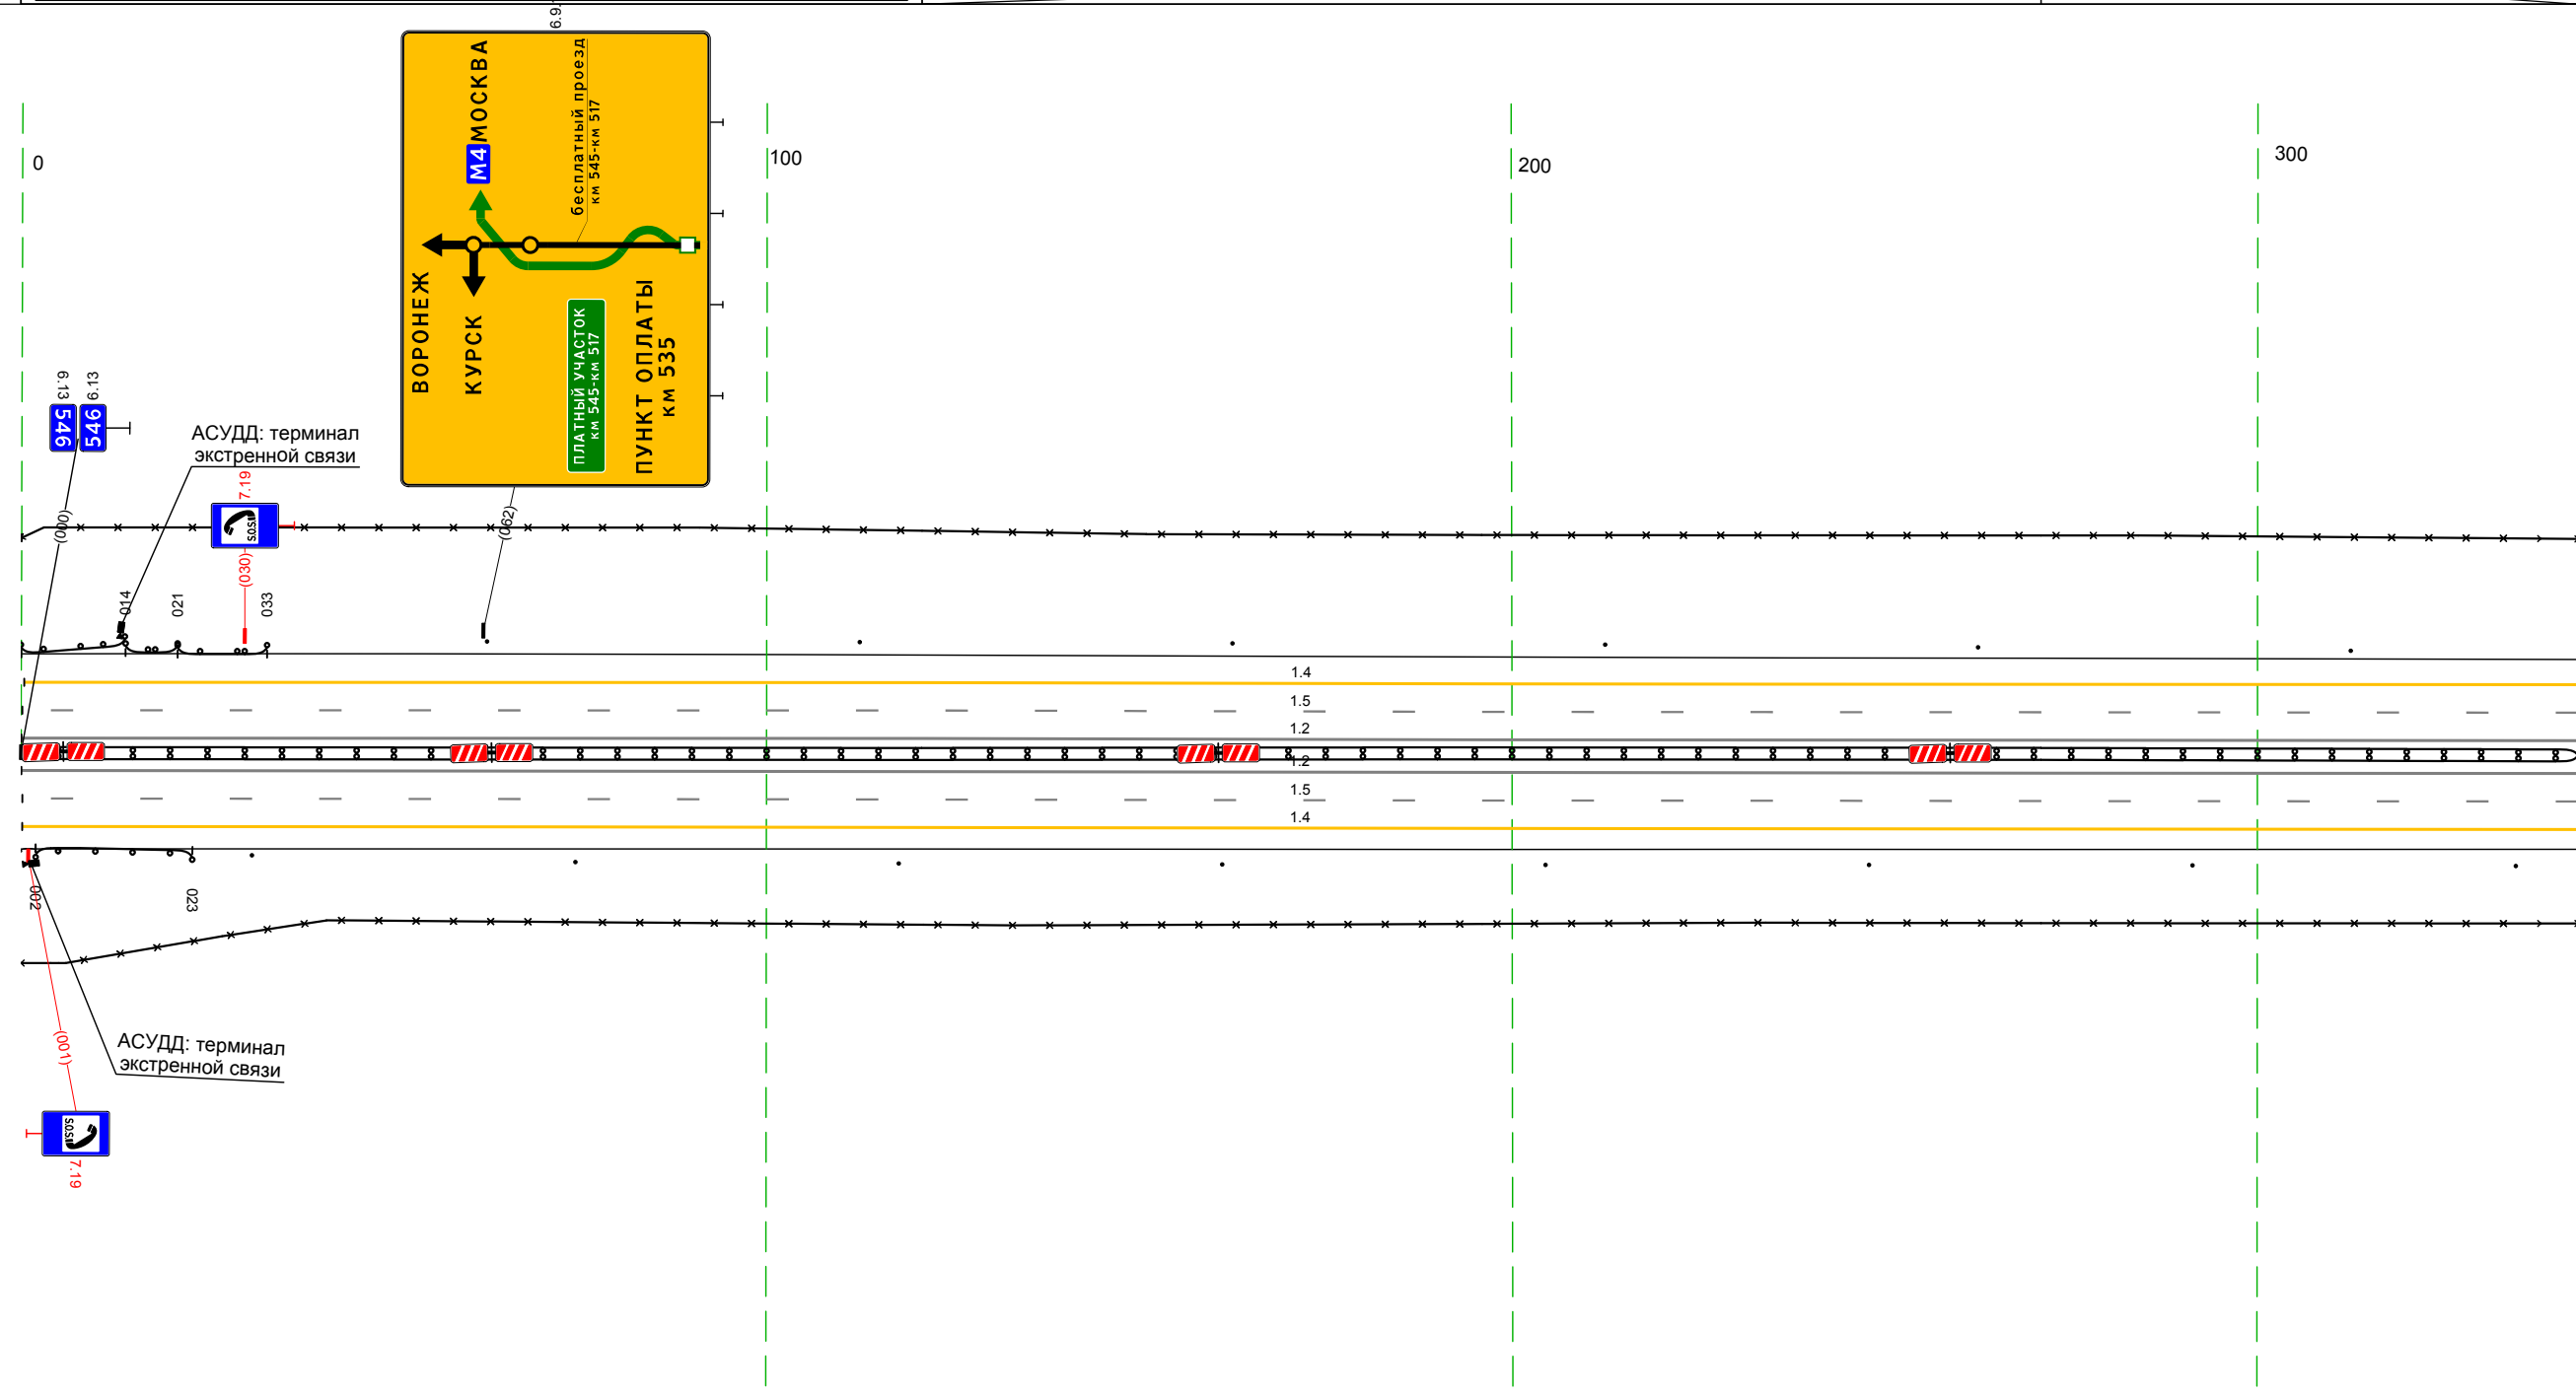 6.9.
0
100
200
300
ВОРОНЕЖ
КУРСК
М4 МОСКВА
бесплатный проезд
км 545-км 517
ПЛАТНЫЙ УЧАСТОК
км 545-км 517
ПУНКТ ОПЛАТЫ
км 535
6.13
6.13
546
546
АСУДД: терминал
экстренной связи
7.19
S.O.S
(000)
(030)
(062)
014
021
033
1.4
1.5
1.2
1.2
1.5
1.4
002
023
(001)
АСУДД: терминал
экстренной связи
S.O.S
7.19